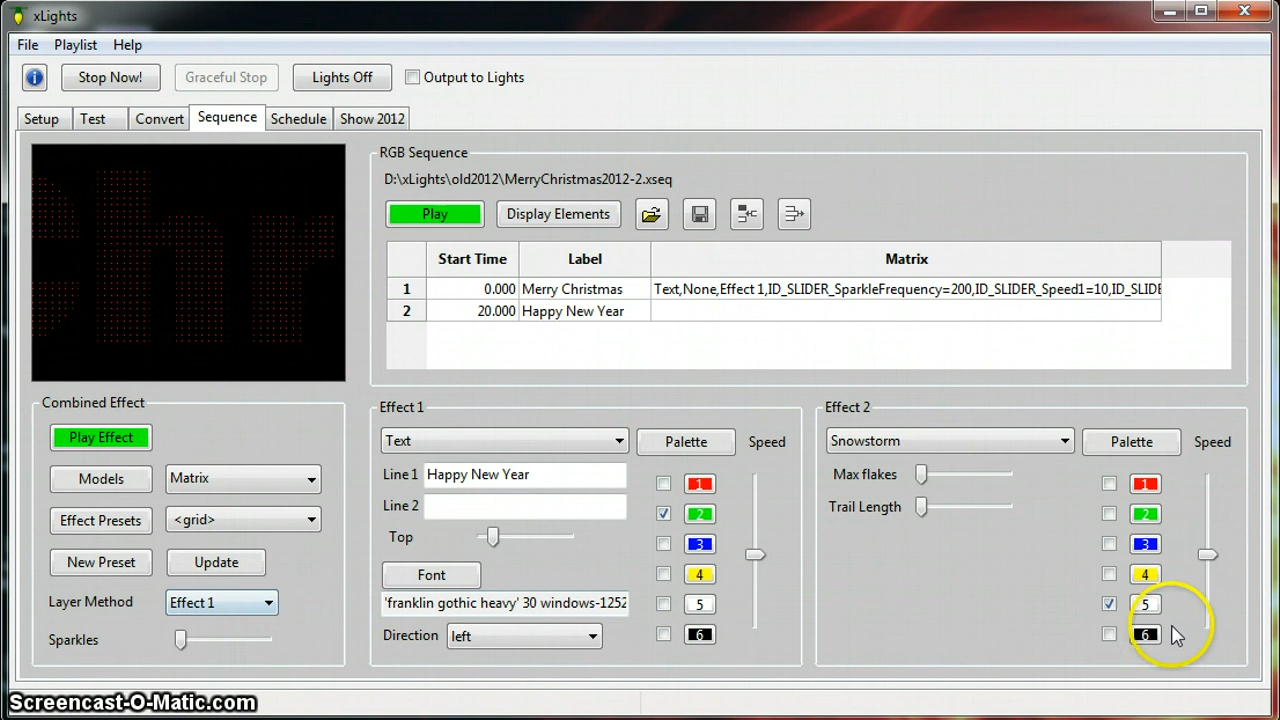 xLights
File Playlist Help
Stop Now! Graceful Stop Lights Off Output to Lights
Setup Test Convert Sequence Schedule Show 2012
chr
RGB Sequence
D:\xLights\old2012\MerryChristmas2012-2.xseq
Play Display Elements
Start Time Label Matrix
1 0.000 Merry Christmas Text,None,Effect 1,ID_SLIDER_SparkleFrequency=200,ID_SLIDER_Speed1=10,ID_SLIDE
2 20.000 Happy New Year
Combined Effect
Play Effect
Models Matrix
Effect Presets <grid>
New Preset Update
Layer Method Effect 1
Sparkles
Effect 1
Text Palette Speed
Line 1 Happy New Year 1
Line 2 2
Top 3
Font 4
'franklin gothic heavy' 30 windows-1252 5
Direction left 6
Effect 2
Snowstorm Palette Speed
Max flakes 1
Trail Length 2
3
4
5
6
Screencast-O-Matic.com